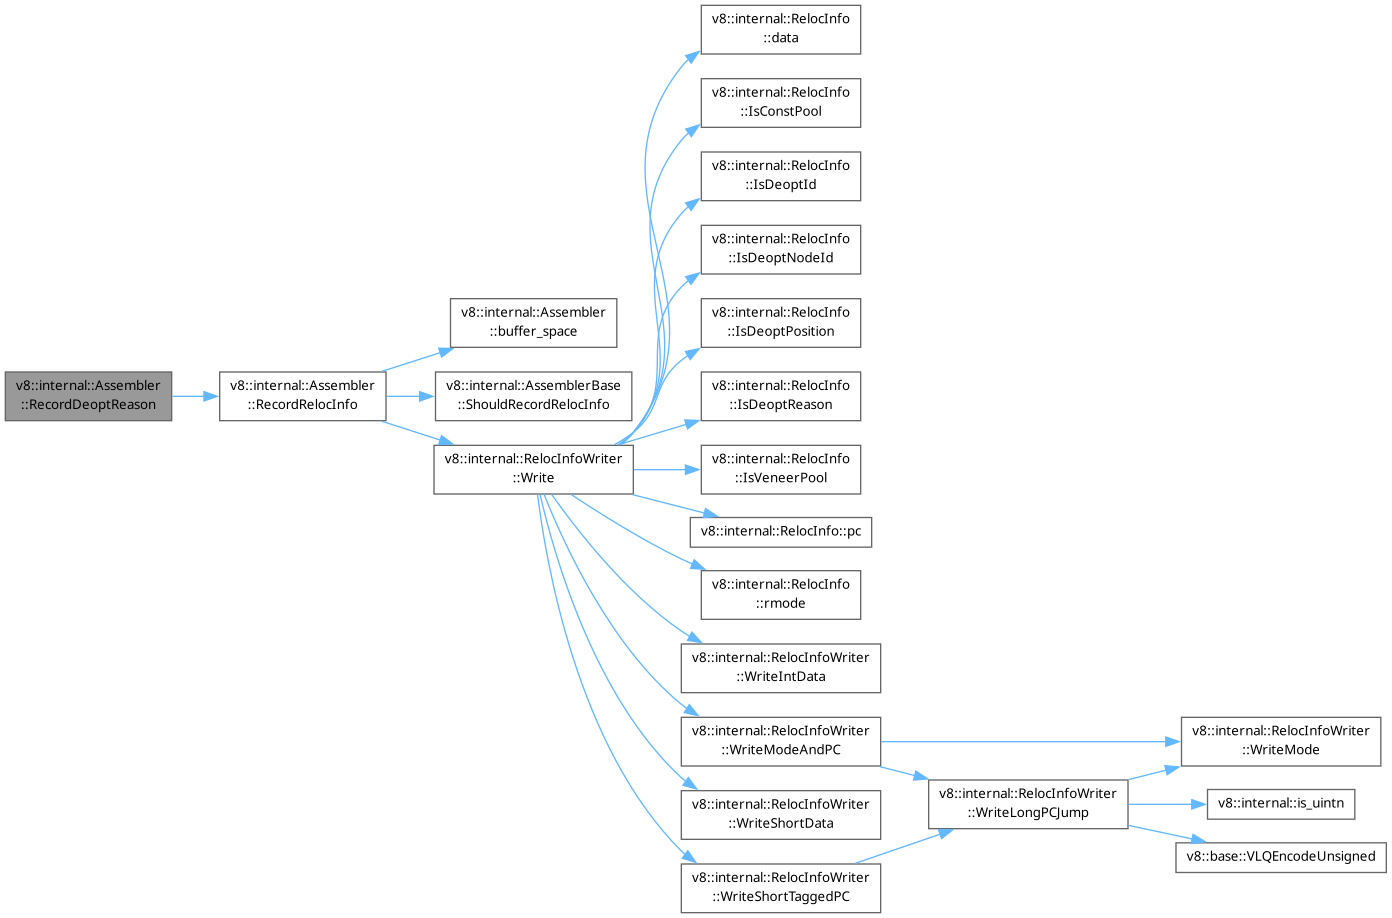 v8::internal::Assembler
::RecordDeoptReason
v8::internal::Assembler
::RecordRelocInfo
v8::internal::Assembler
::buffer_space
v8::internal::AssemblerBase
::ShouldRecordRelocInfo
v8::internal::RelocInfoWriter
::Write
v8::internal::RelocInfo
::data
v8::internal::RelocInfo
::IsConstPool
v8::internal::RelocInfo
::IsDeoptId
v8::internal::RelocInfo
::IsDeoptNodeId
v8::internal::RelocInfo
::IsDeoptPosition
v8::internal::RelocInfo
::IsDeoptReason
v8::internal::RelocInfo
::IsVeneerPool
v8::internal::RelocInfo::pc
v8::internal::RelocInfo
::rmode
v8::internal::RelocInfoWriter
::WriteIntData
v8::internal::RelocInfoWriter
::WriteModeAndPC
v8::internal::RelocInfoWriter
::WriteShortData
v8::internal::RelocInfoWriter
::WriteShortTaggedPC
v8::internal::RelocInfoWriter
::WriteLongPCJump
v8::internal::RelocInfoWriter
::WriteMode
v8::internal::is_uintn
v8::base::VLQEncodeUnsigned